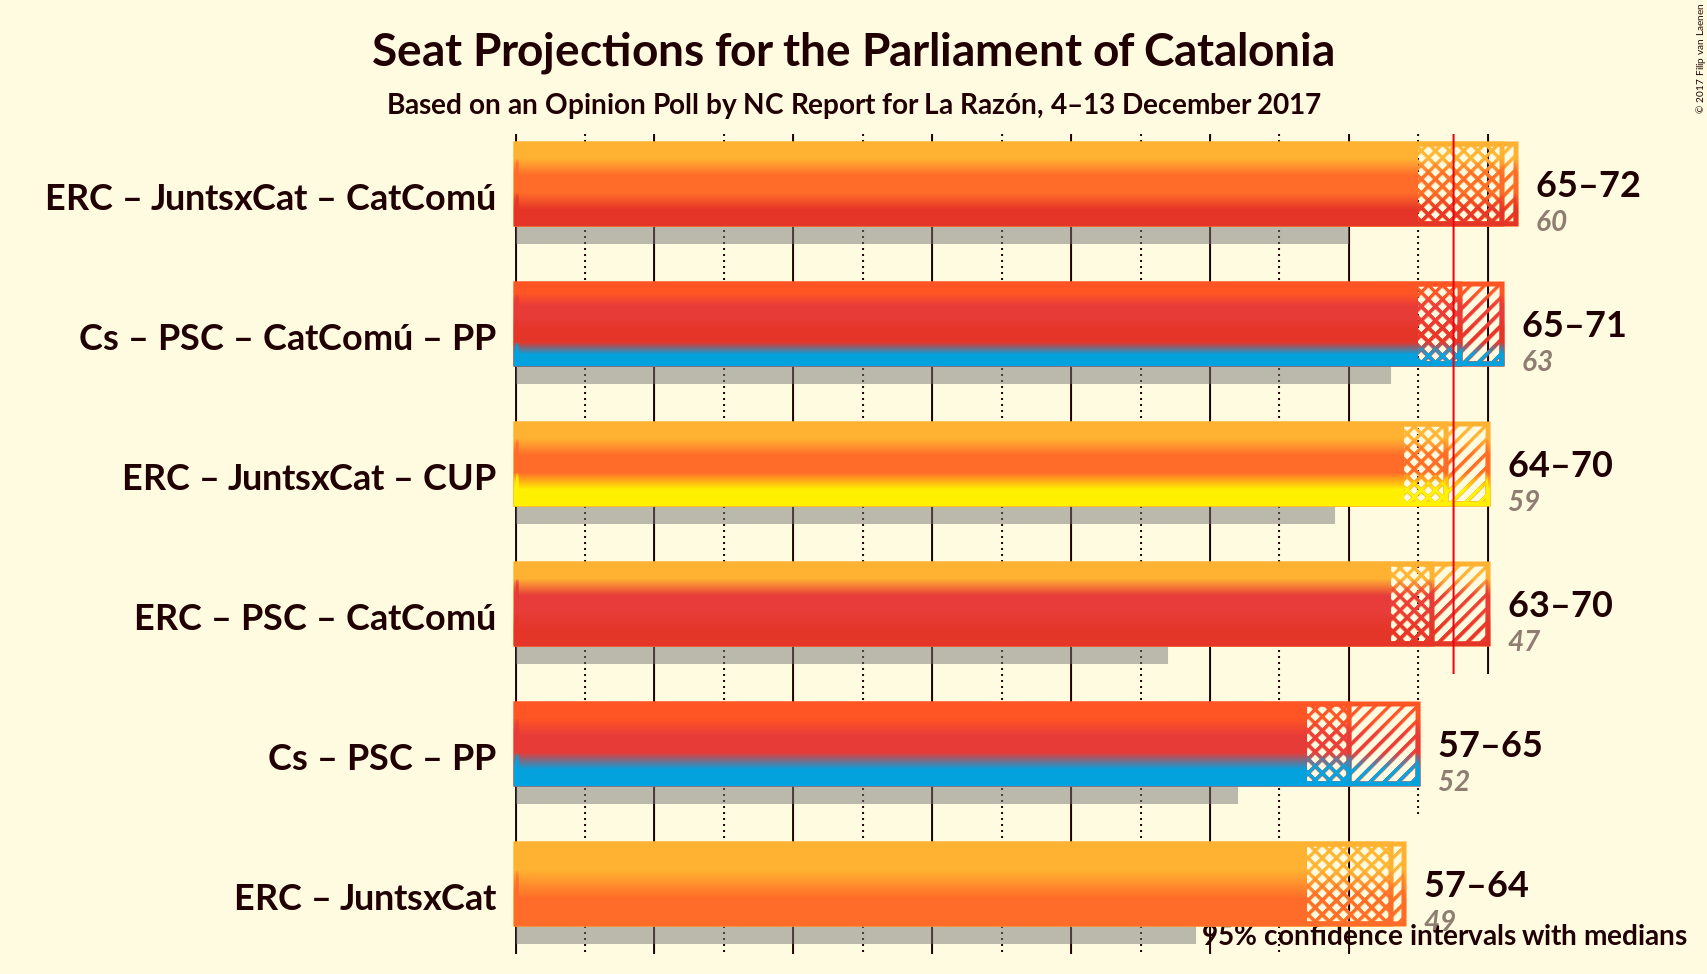 Seat Projections for the Parliament of Catalonia
Based on an Opinion Poll by NC Report for La Razón, 4–13 December 2017
© 2017 Filip van Laenen
ERC – JuntsxCat – CatComú
65–72
60
Cs – PSC – CatComú – PP
65–71
63
ERC – JuntsxCat – CUP
64–70
59
ERC – PSC – CatComú
63–70
47
Cs – PSC – PP
57–65
52
ERC – JuntsxCat
57–64
49
95% confidence intervals with medians